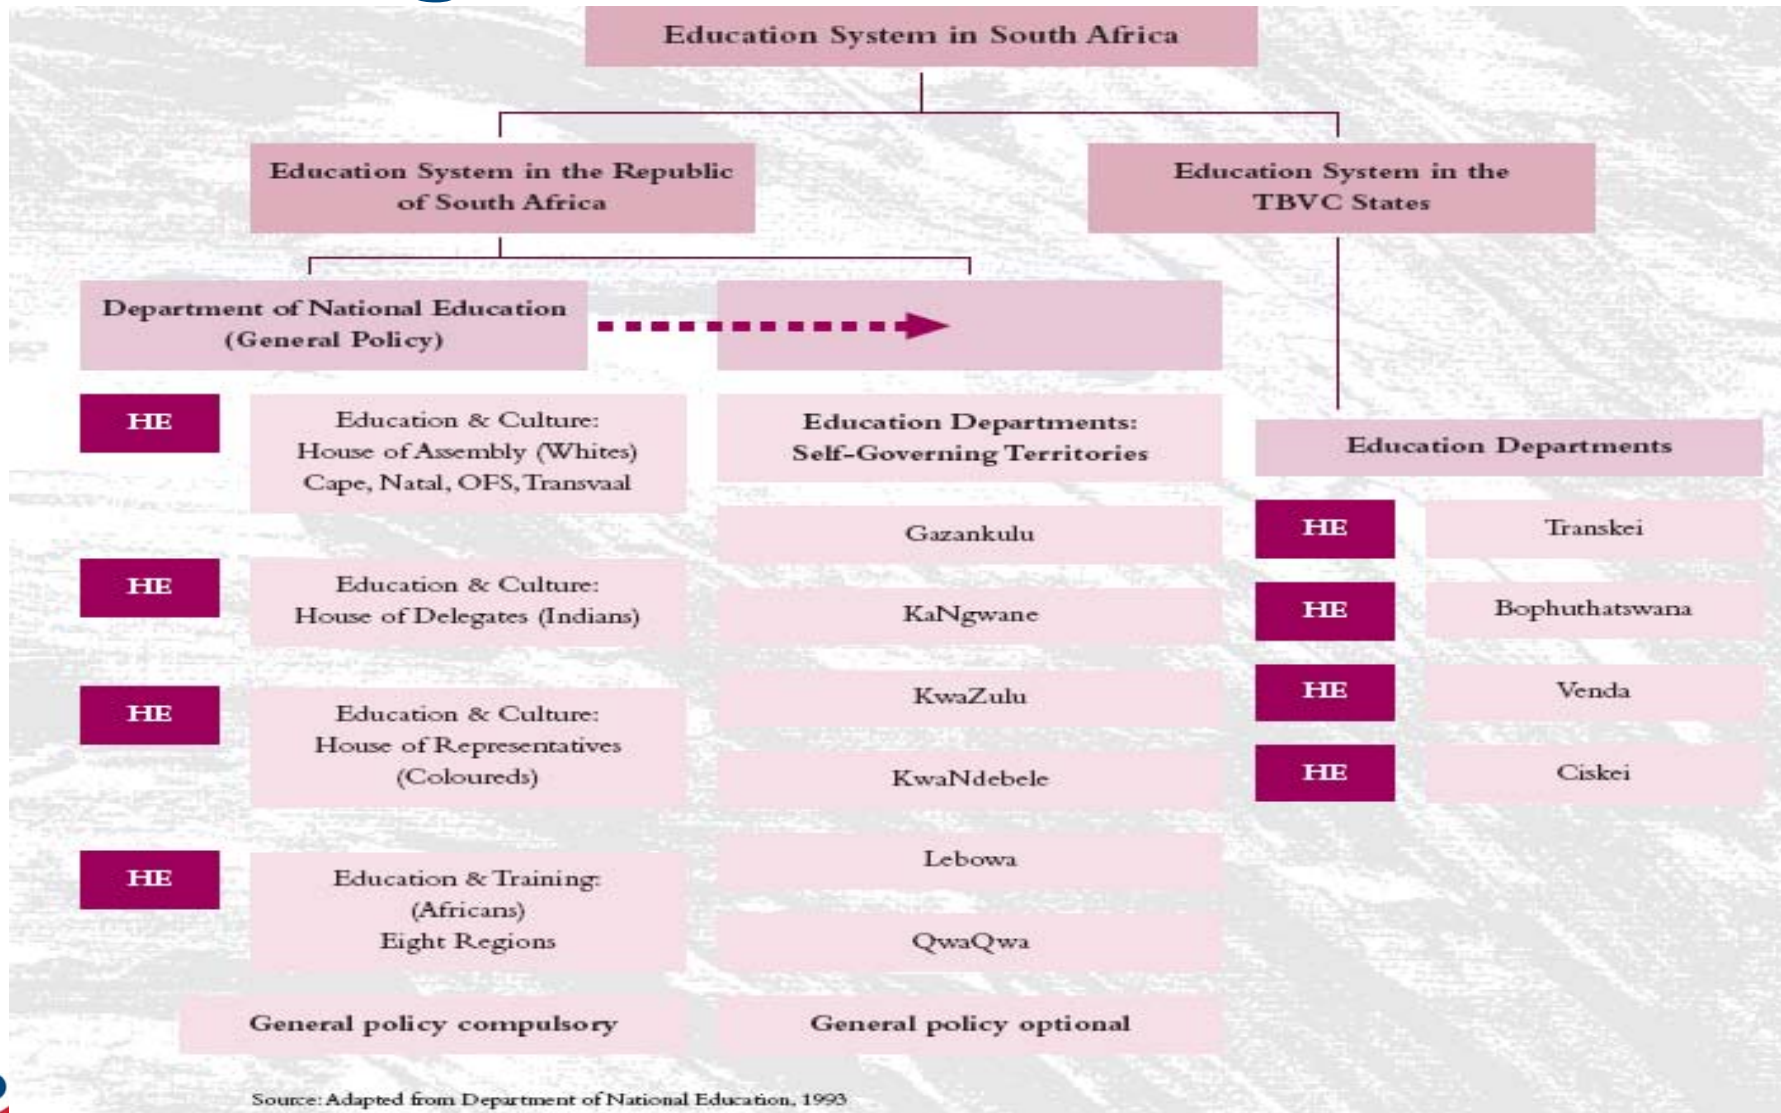 Education System in South Africa
Education System in the Republic
of South Africa
Education System in the
TBVC States
Department of National Education
(General Policy)
HE
Education & Culture:
House of Assembly (Whites)
Cape, Natal, OFS, Transvaal
HE
Education & Culture:
House of Delegates (Indians)
HE
Education & Culture:
House of Representatives
(Coloureds)
HE
Education & Training:
(Africans)
Eight Regions
General policy compulsory
Education Departments:
Self-Governing Territories
Gazankulu
KaNgwane
KwaZulu
KwaNdebele
Lebowa
QwaQwa
General policy optional
Education Departments
HE
Transkei
HE
Bophuthatswana
HE
Venda
HE
Ciskei
Source: Adapted from Department of National Education, 1993